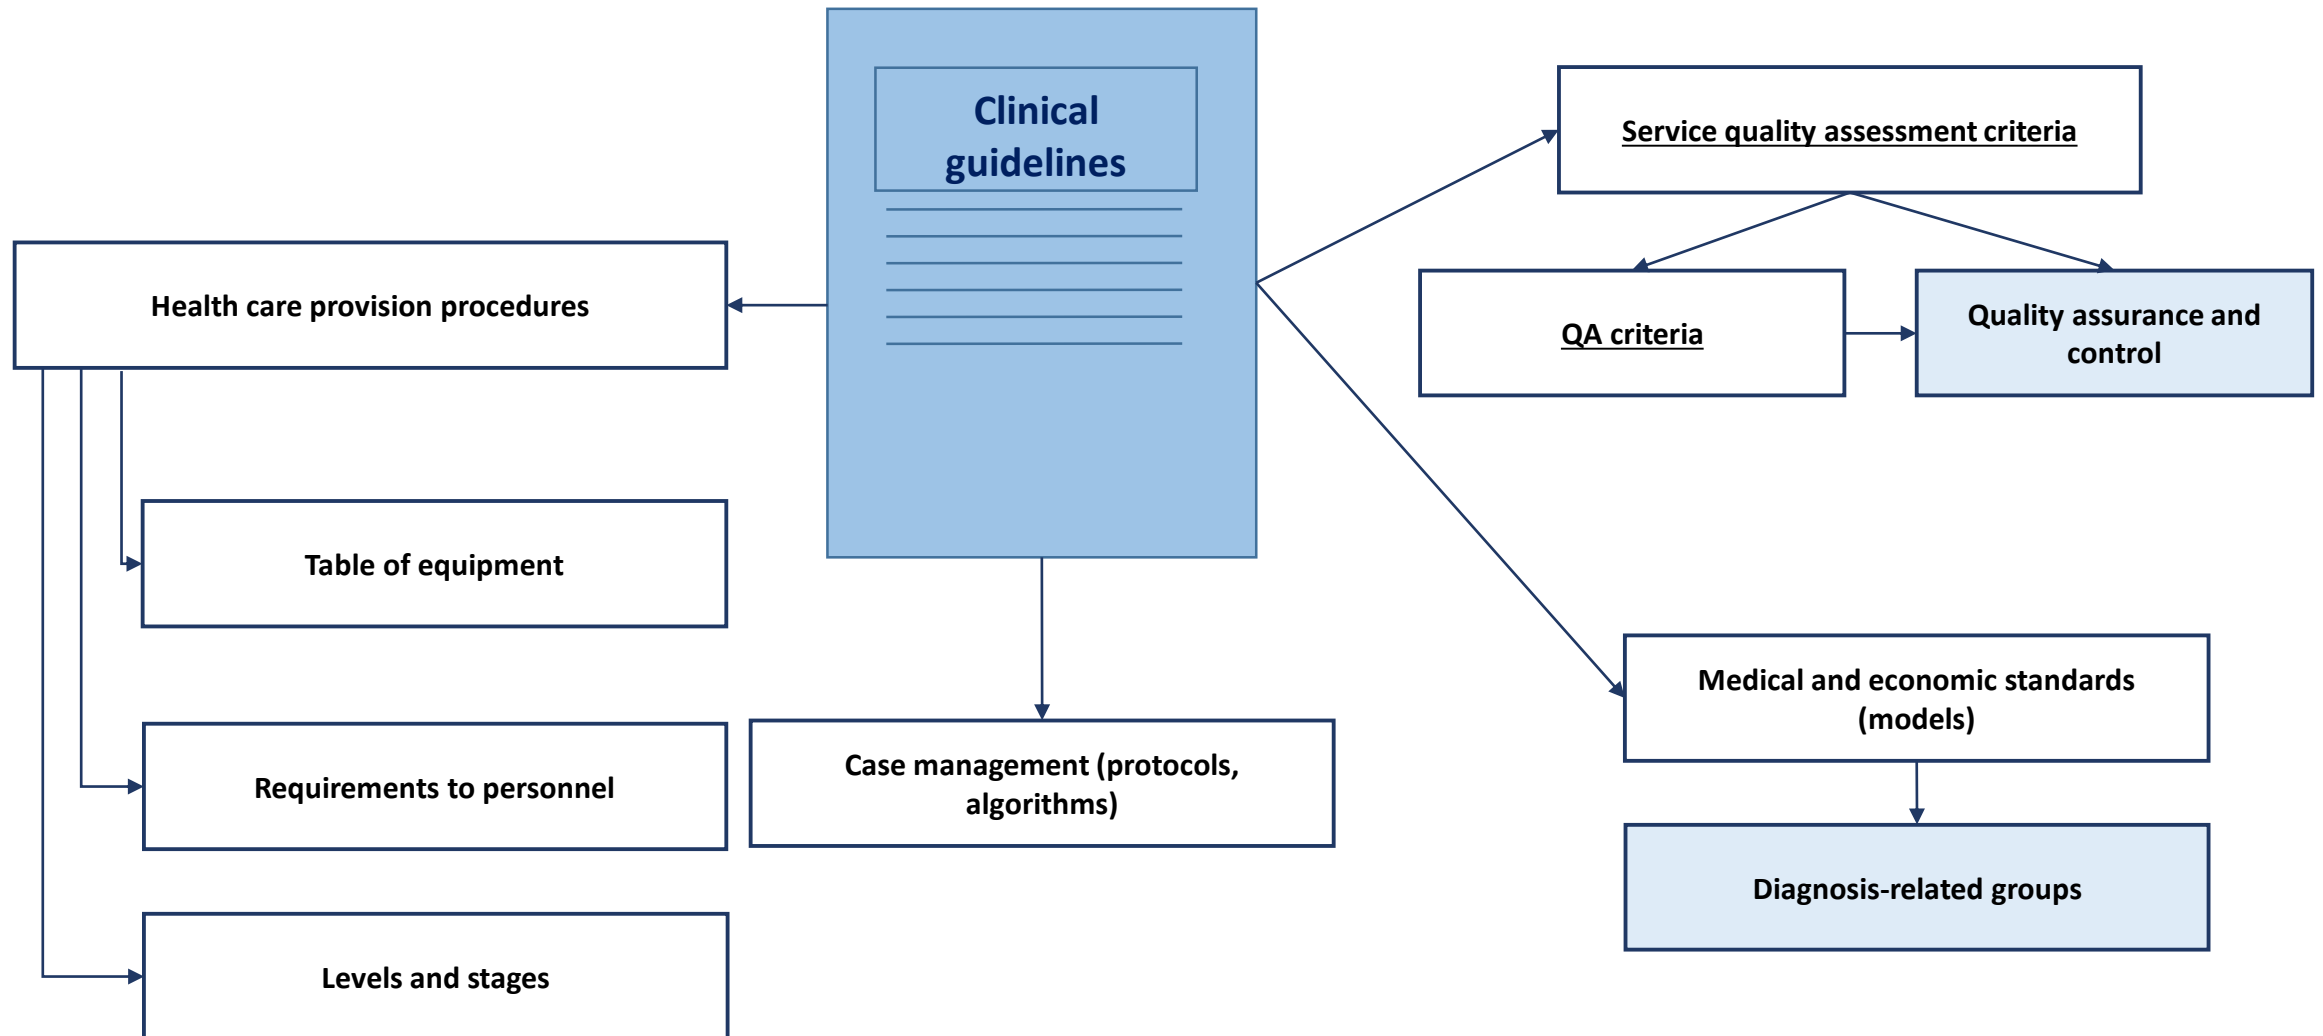 Clinical
guidelines
Service quality assessment criteria
Health care provision procedures
QA criteria
Quality assurance and
control
Table of equipment
Requirements to personnel
Levels and stages
Case management (protocols,
algorithms)
Medical and economic standards
(models)
Diagnosis-related groups